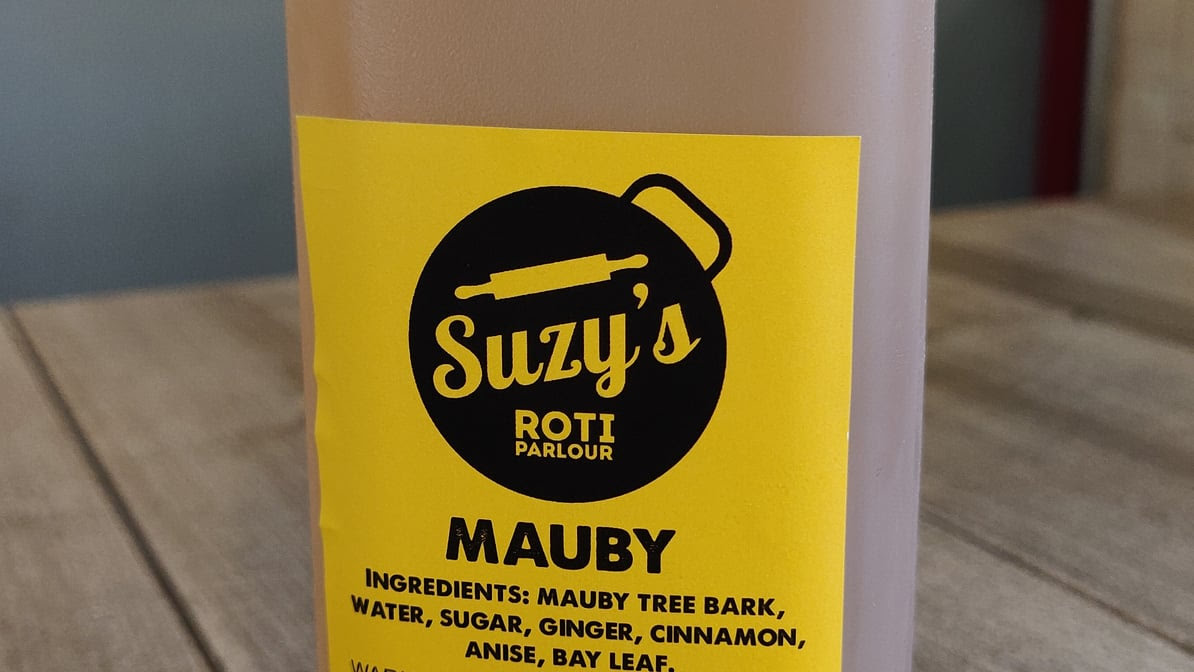 Suzy's
ROTI
PARLOUR
MAUBY
INGREDIENTS: MAUBY TREE BARK,
WATER, SUGAR, GINGER, CINNAMON,
ANISE, BAY LEAF.